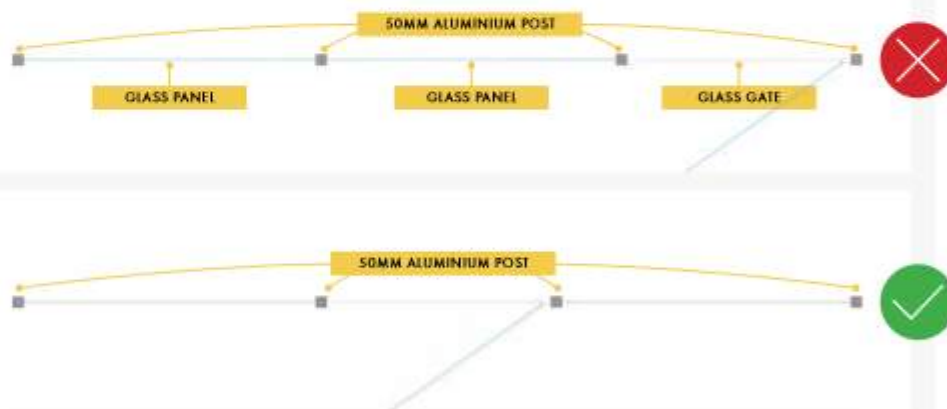 50MM ALUMINIUM POST
GLASS PANEL
GLASS PANEL
GLASS GATE
50MM ALUMINIUM POST